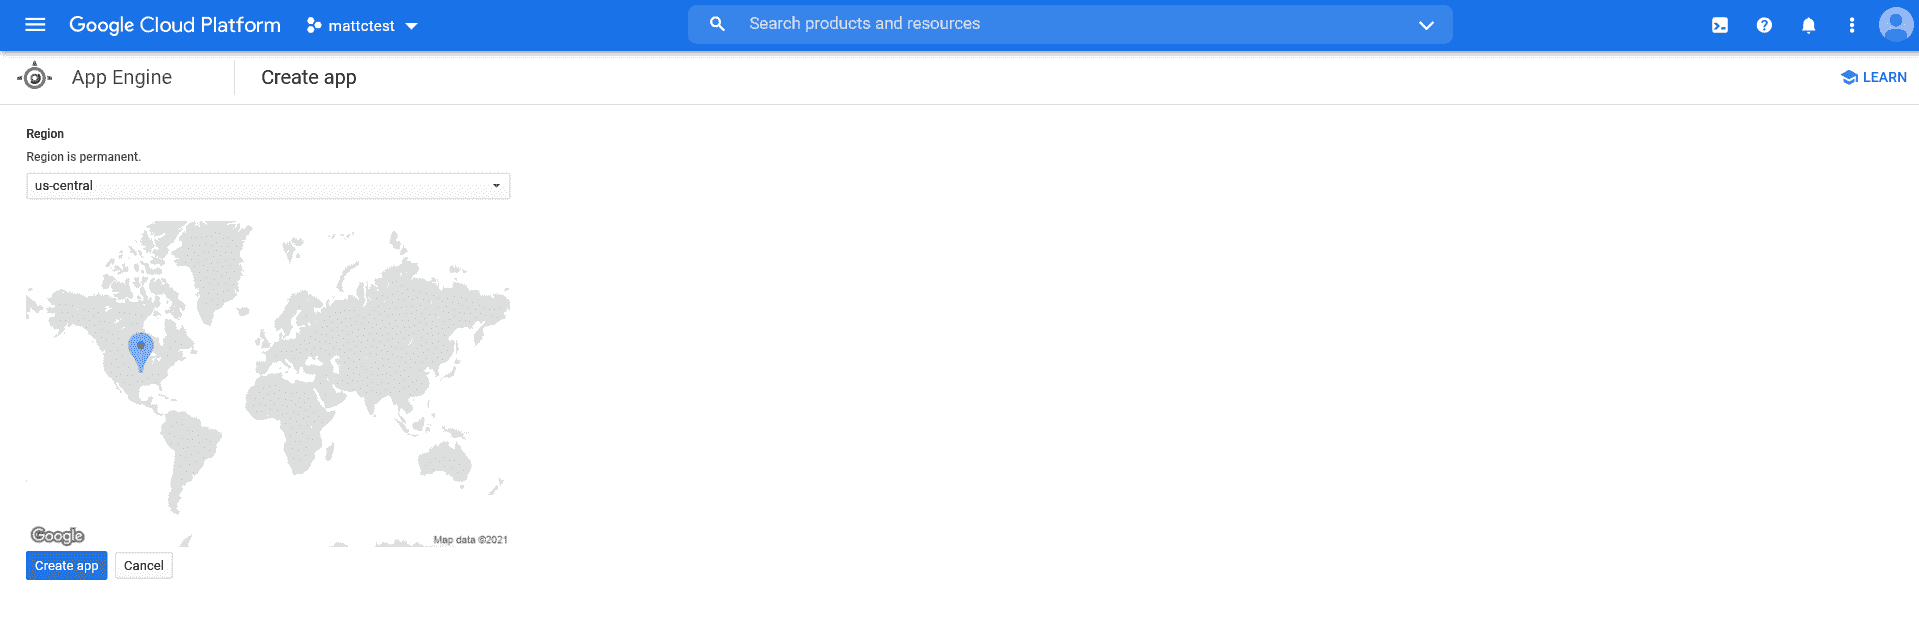 Google Cloud Platform
mattctest
Search products and resources
App Engine
Create app
LEARN
Region
Region is permanent.
us-central
Google
Map data ©2021
Create app
Cancel